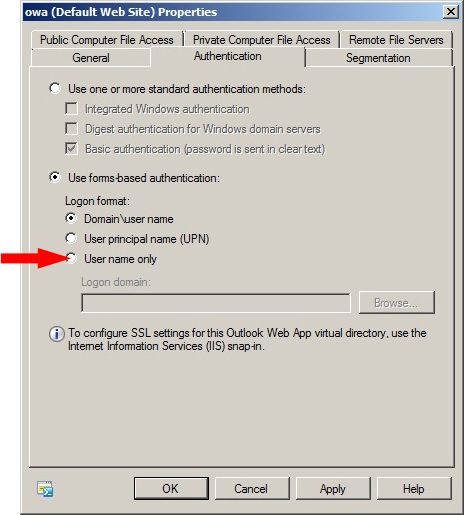 owa (Default Web Site) Properties
Public Computer File Access Private Computer File Access Remote File Servers
General Authentication Segmentation
Use one or more standard authentication methods:
Integrated Windows authentication
Digest authentication for Windows domain servers
Basic authentication (password is sent in clear text)
Use forms-based authentication:
Logon format:
Domain\user name
User principal name (UPN)
User name only
Logon domain:
Browse...
To configure SSL settings for this Outlook Web App virtual directory, use the
Internet Information Services (IIS) snap-in.
OK Cancel Apply Help